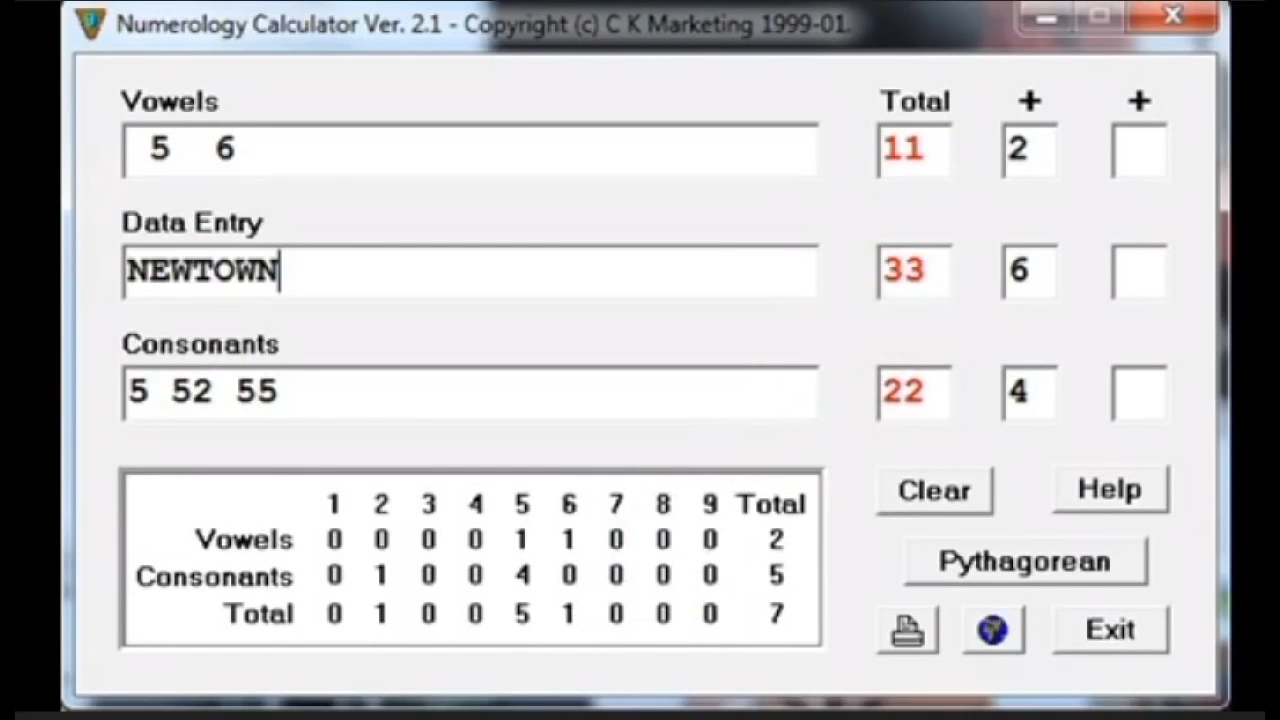 Numerology Calculator Ver. 2.1 - Copyright (c) C K Marketing 1999-01.
Vowels Total + +
5 6 11 2
Data Entry
NEWTOWN 33 6
Consonants
5 52 55 22 4
1 2 3 4 5 6 7 8 9 Total
Vowels 0 0 0 0 1 1 0 0 0 2
Consonants 0 1 0 0 4 0 0 0 0 5
Total 0 1 0 0 5 1 0 0 0 7
Clear Help
Pythagorean
Exit